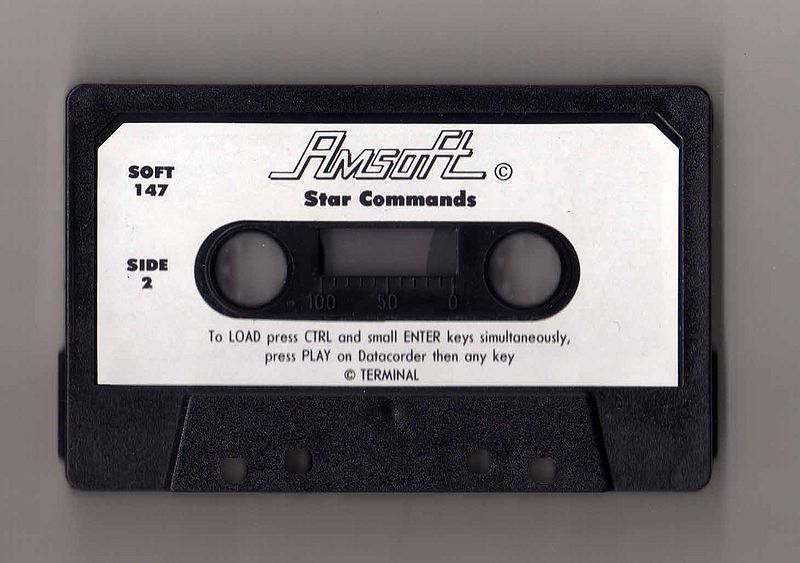 Amsoft ©
Star Commands
SOFT
147
SIDE
2
100 50 0
To LOAD press CTRL and small ENTER keys simultaneously,
press PLAY on Datacorder then any key
© TERMINAL